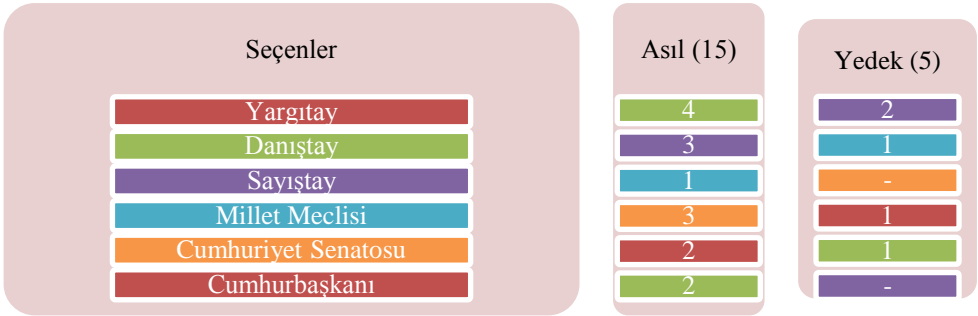 Seçenler Asıl (15) Yedek (5)
Yargıtay 4 2
Danıştay 3 1
Sayıştay 1 -
Millet Meclisi 3 1
Cumhuriyet Senatosu 2 1
Cumhurbaşkanı 2 -